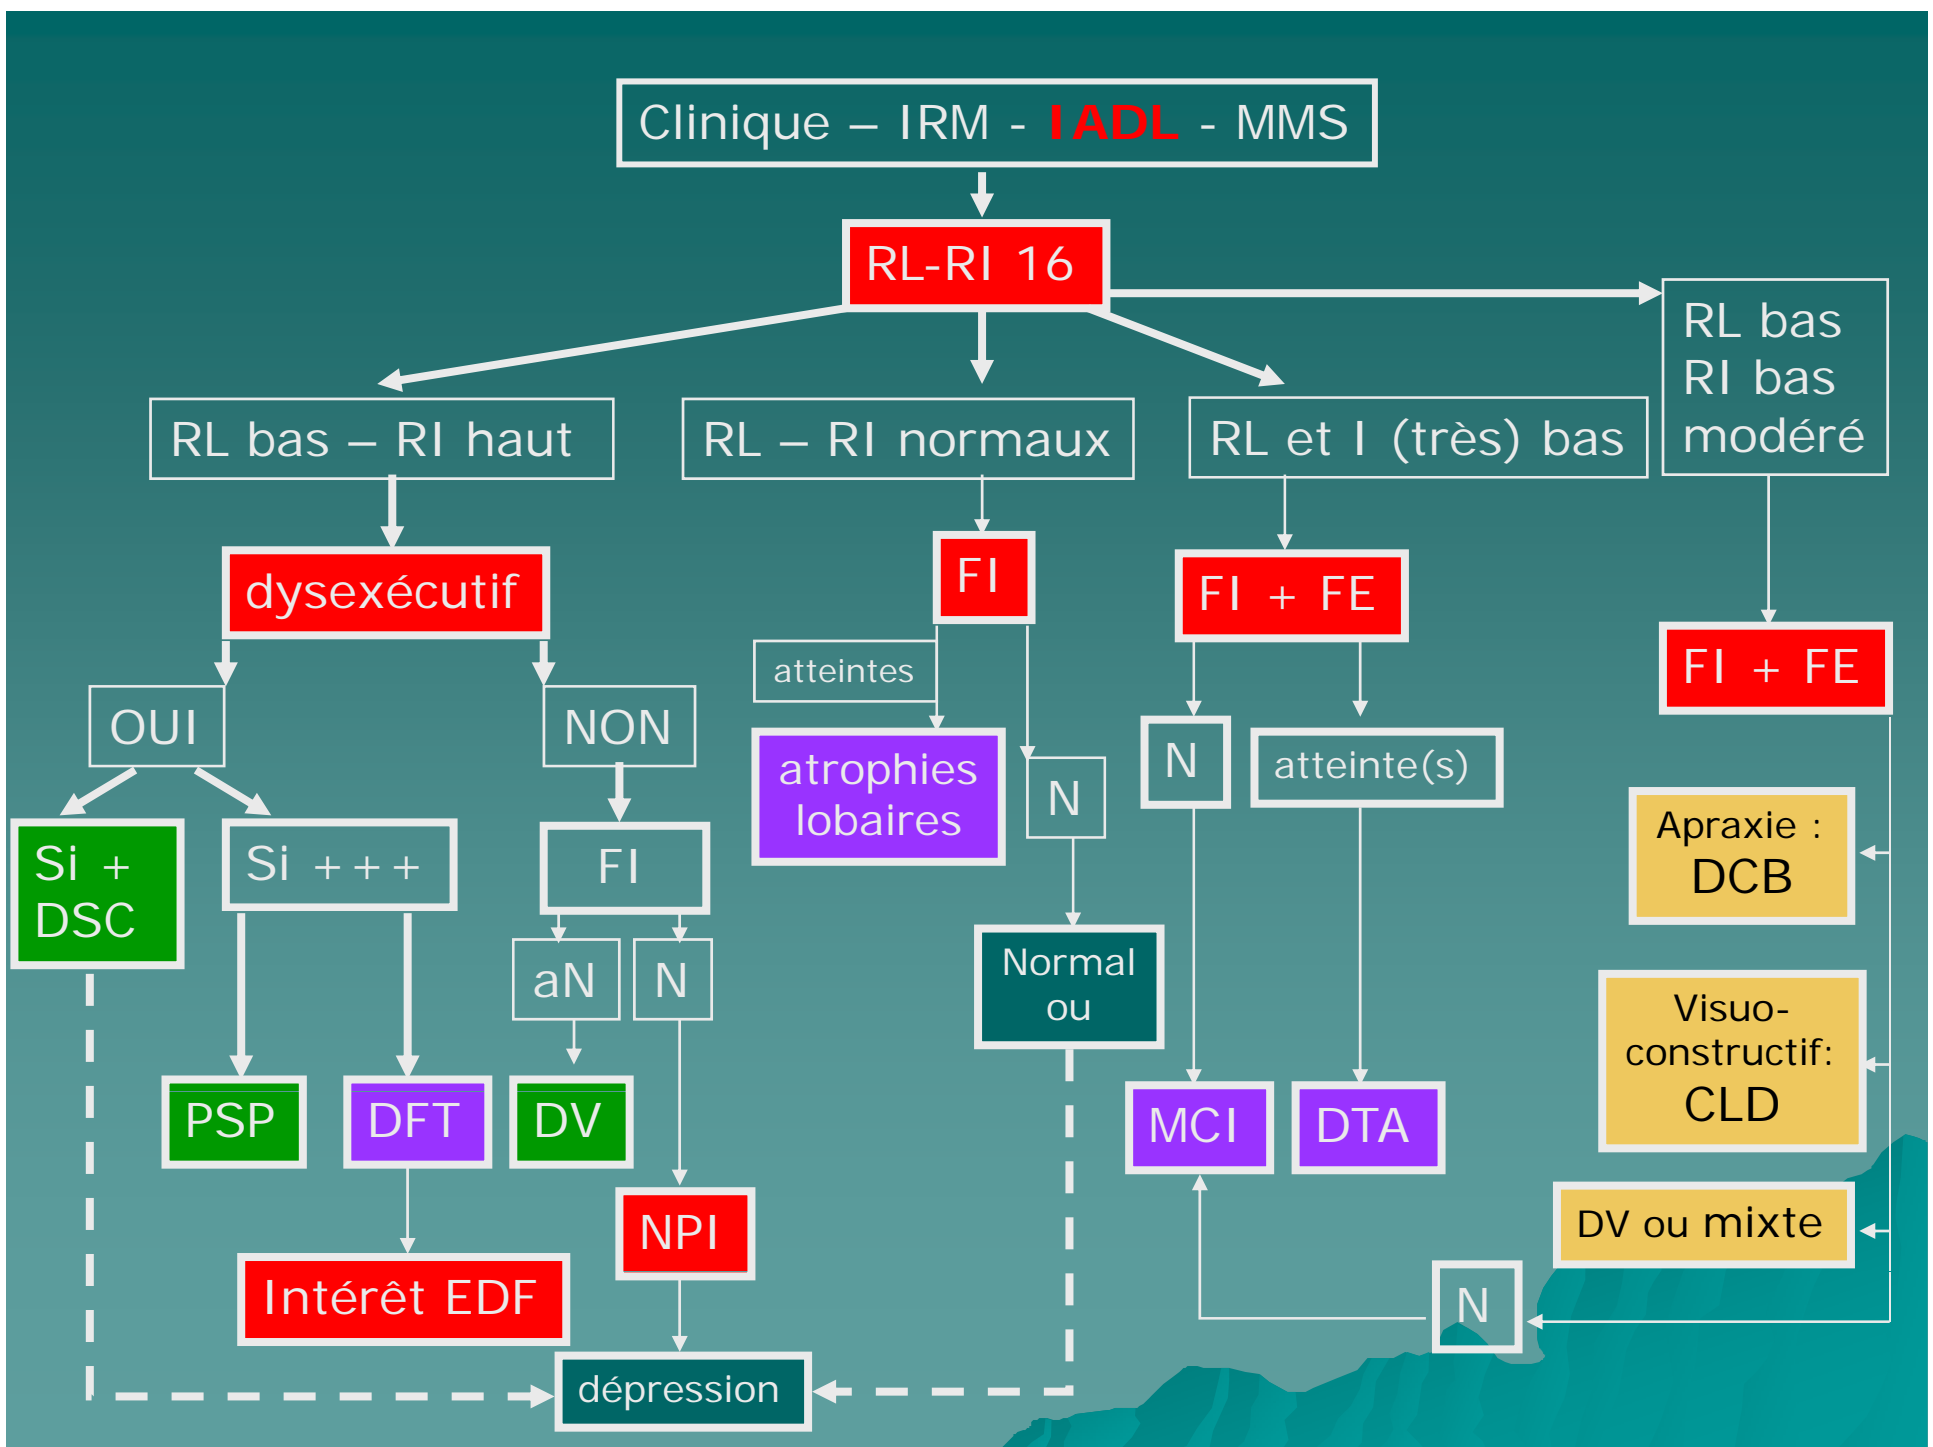 Clinique – IRM - IADL - MMS
RL-RI 16
RL bas
RI bas
modéré
RL bas – RI haut
RL – RI normaux
RL et I (très) bas
dysexécutif
FI
FI + FE
FI + FE
atteintes
OUI
NON
atrophies
lobaires
N
N
atteinte(s)
Apraxie :
DCB
Si +
DSC
Si +++
FI
aN
N
Normal
ou
Visuo-
constructif:
CLD
PSP
DFT
DV
MCI
DTA
NPI
DV ou mixte
Intérêt EDF
N
dépression